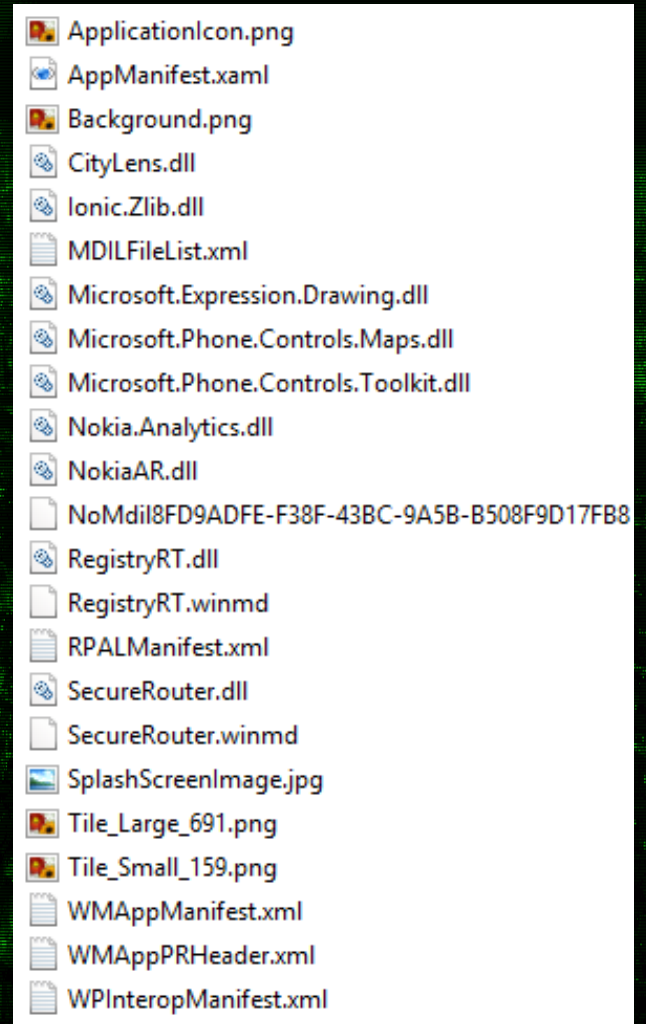 ApplicationIcon.png
AppManifest.xaml
Background.png
CityLens.dll
Ionic.Zlib.dll
MDILFileList.xml
Microsoft.Expression.Drawing.dll
Microsoft.Phone.Controls.Maps.dll
Microsoft.Phone.Controls.Toolkit.dll
Nokia.Analytics.dll
NokiaAR.dll
NoMdil8FD9ADFE-F38F-43BC-9A5B-B508F9D17FB8
RegistryRT.dll
RegistryRT.winmd
RPALManifest.xml
SecureRouter.dll
SecureRouter.winmd
SplashScreenImage.jpg
Tile_Large_691.png
Tile_Small_159.png
WMAppManifest.xml
WMAppPRHeader.xml
WPInteropManifest.xml